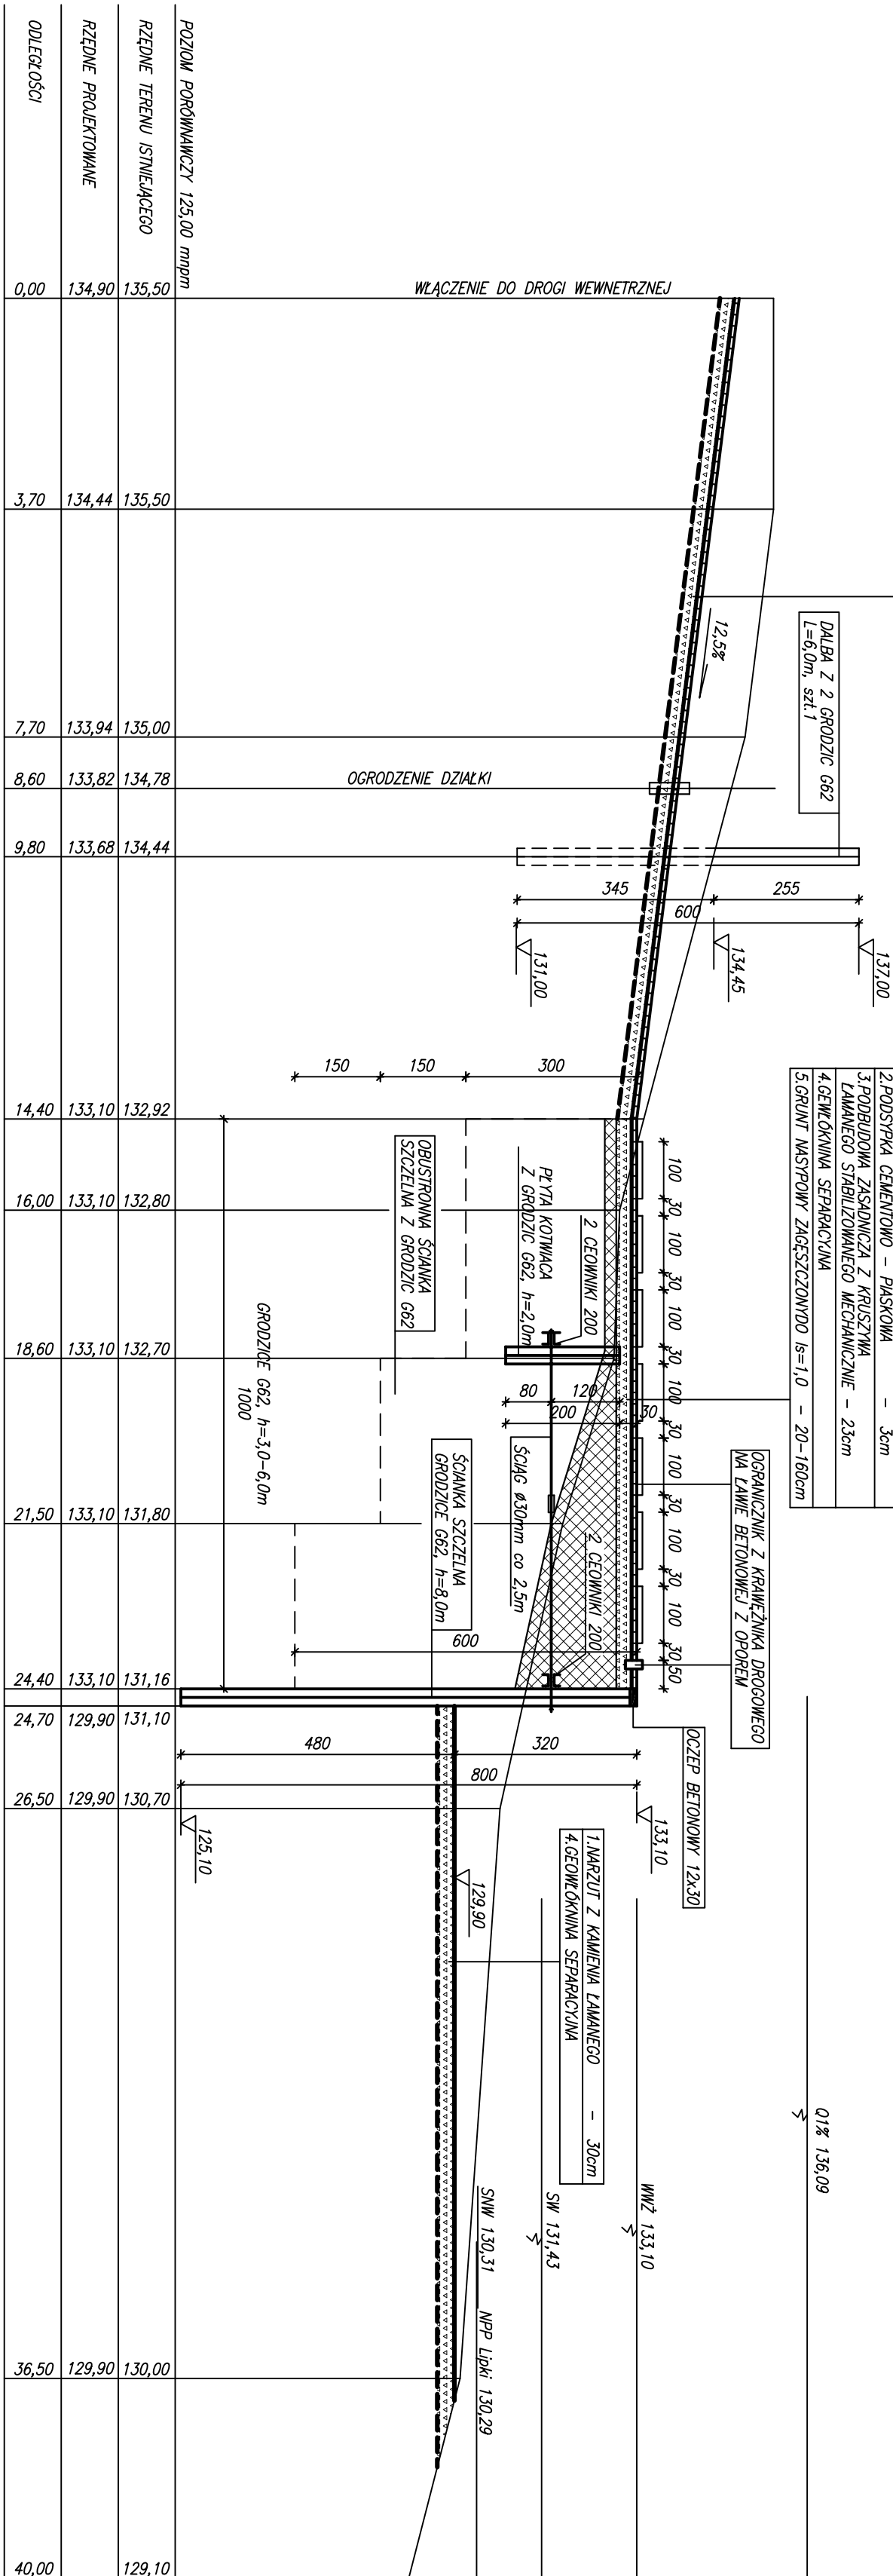 POZIOM PORÓWNAWCZY 125,00 mnpm
RZĘDNE TERENU ISTNIEJĄCEGO
RZĘDNE PROJEKTOWANE
ODLEGŁOŚCI
0,00 134,90 135,50
3,70 134,44 135,50
7,70 133,94 135,00
8,60 133,82 134,78
9,80 133,68 134,44
14,40 133,10 132,92
16,00 133,10 132,80
18,60 133,10 132,70
21,50 133,10 131,80
24,40 133,10 131,16
24,70 129,90 131,10
26,50 129,90 130,70
36,50 129,90 130,00
40,00 129,10
WŁĄCZENIE DO DROGI WEWNETRZNEJ
12,5%
DALBA Z 2 GRODZIC G62
L=6,0m, szt.1
OGRODZENIE DZIAŁKI
345
255
600
131,00
134,45
137,00
150
150
300
2.PODSYPKA CEMENTOWO - PIASKOWA - 3cm
3.PODBUDOWA ZASADNICZA Z KRUSZYWA
ŁAMANEGO STABILIZOWANEGO MECHANICZNIE - 23cm
4.GEWŁÓKNINA SEPARACYJNA
5.GRUNT NASYPOWY ZAGĘSZCZONYDO Is=1,0 - 20-160cm
100
30
100
30
100
30
100
30
100
30
100
30
100
30
50
OBUSTRONNA ŚCIANKA
SZCZELNA Z GRODZIC G62
PŁYTA KOTWIACA
Z GRODZIC G62, h=2,0m
2 CEOWNIKI 200
80
120
200
30
GRODZICE G62, h=3,0-6,0m
1000
ŚCIANKA SZCZELNA
GRODZICE G62, h=8,0m
ŚCIĄG ø30mm co 2,5m
2 CEOWNIKI 200
600
OGRANICZNIK Z KRAWĘŻNIKA DROGOWEGO
NA ŁAWIE BETONOWEJ Z OPOREM
OCZEP BETONOWY 12x30
480
320
800
125,10
133,10
129,90
1.NARZUT Z KAMIENIA ŁAMANEGO - 30cm
4.GEOWŁÓKNINA SEPARACYJNA
Q1% 136,09
WWŻ 133,10
SW 131,43
SNW 130,31
NPP Lipki 130,29